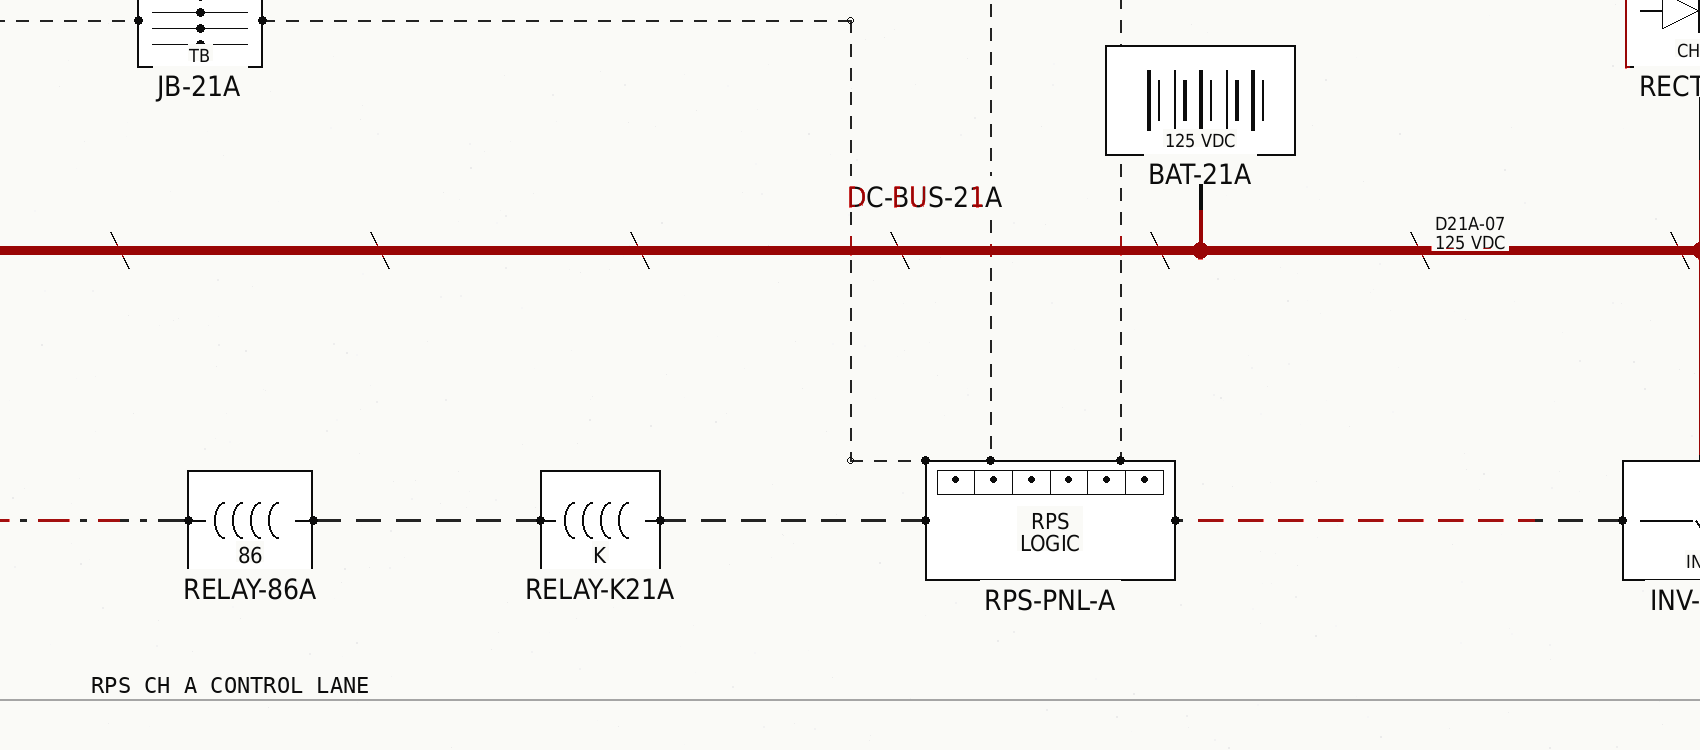 TB
JB-21A
CH
RECT
125 VDC
BAT-21A
DC-BUS-21A
D21A-07
125 VDC
86
RELAY-86A
K
RELAY-K21A
RPS
LOGIC
RPS-PNL-A
IN
INV-
RPS CH A CONTROL LANE